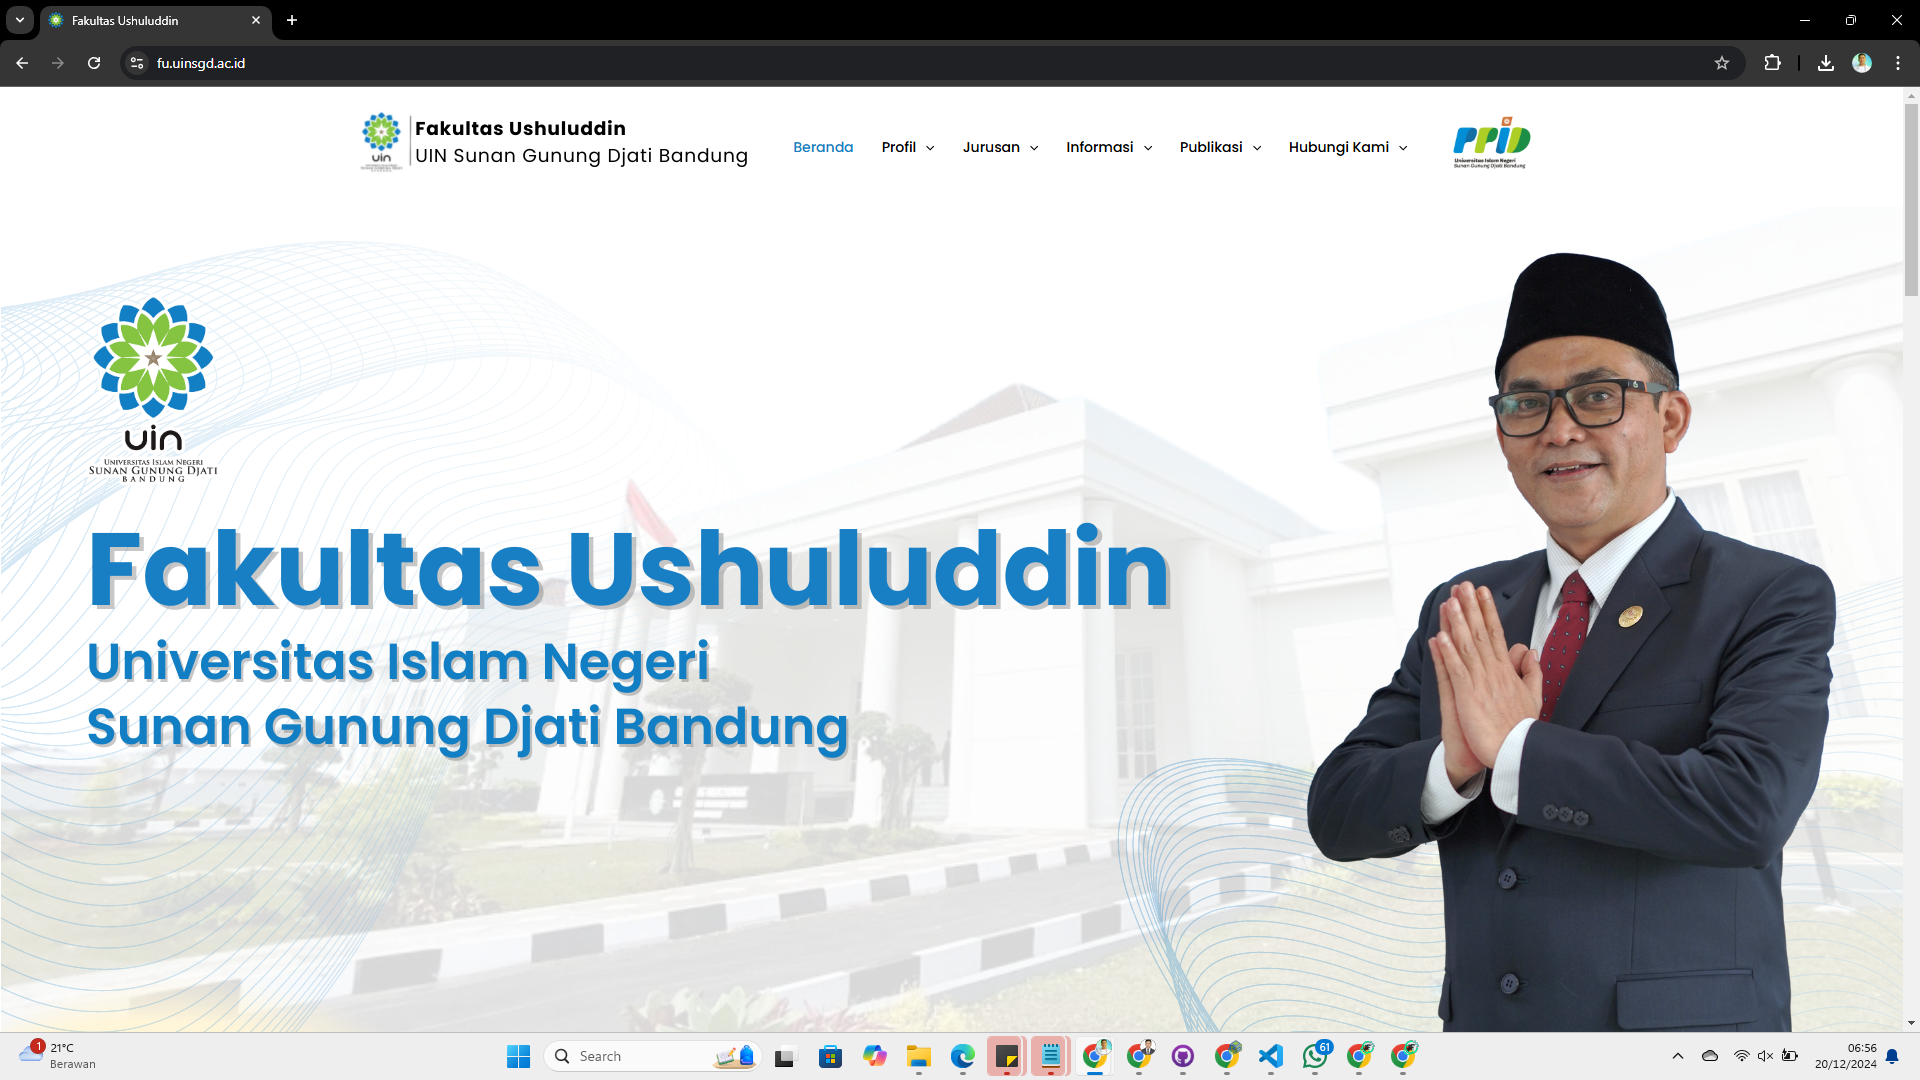 Fakultas Ushuluddin
fu.uinsgd.ac.id
uin
Fakultas Ushuluddin
UIN Sunan Gunung Djati Bandung
Beranda
Profil
Jurusan
Informasi
Publikasi
Hubungi Kami
PPID
Universitas Islam Negeri
Sunan Gunung Djati Bandung
uin
UNIVERSITAS ISLAM NEGERI
SUNAN GUNUNG DJATI
BANDUNG
Fakultas Ushuluddin
Universitas Islam Negeri
Sunan Gunung Djati Bandung
1
21°C
Berawan
Search
61
06:56
20/12/2024